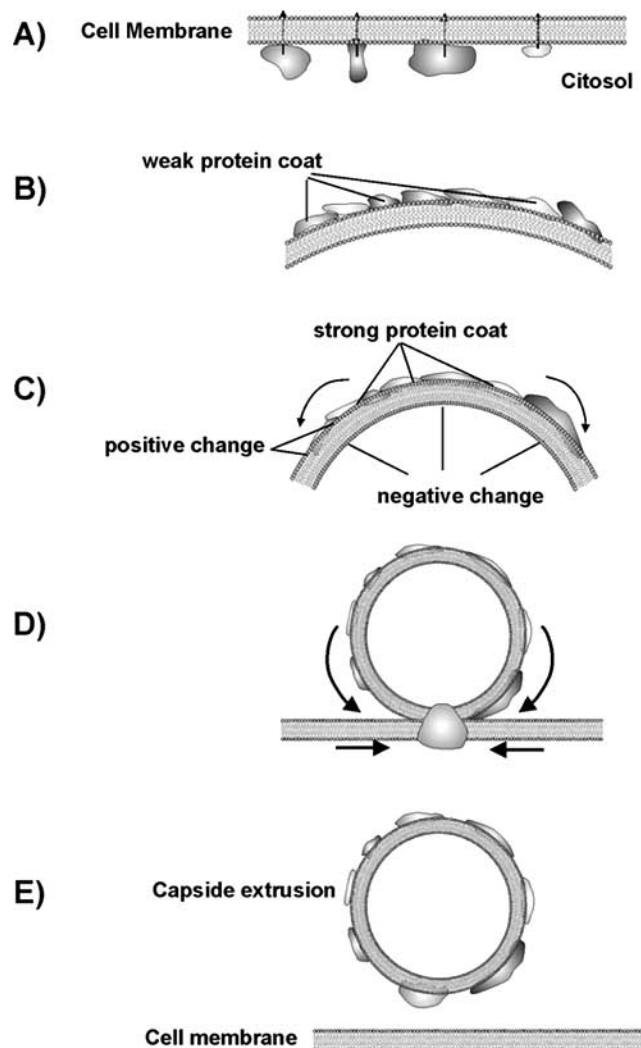 A)
Cell Membrane
Citosol
B)
weak protein coat
C)
strong protein coat
positive change
negative change
D)
E)
Capside extrusion
Cell membrane